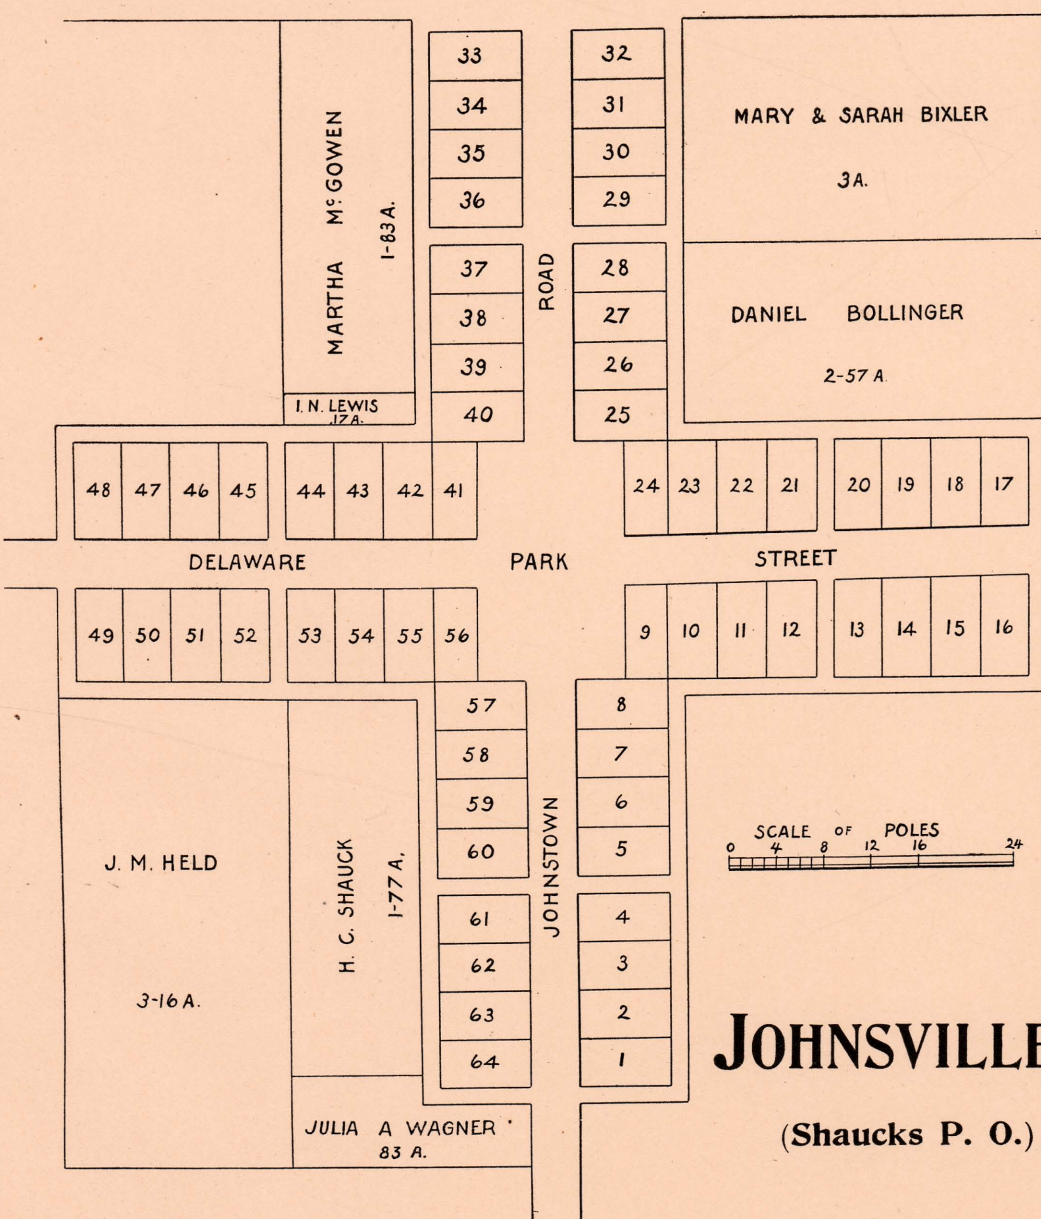 33
32
34
31
35
30
36
29
MARTHA McGOWEN
1-83 A.
MARY & SARAH BIXLER
3 A.
37
28
38
27
39
26
40
25
ROAD
DANIEL BOLLINGER
2-57 A.
I. N. LEWIS
.17 A.
48 47 46 45 44 43 42 41
24 23 22 21 20 19 18 17
DELAWARE PARK STREET
49 50 51 52 53 54 55 56
9 10 11 12 13 14 15 16
57
8
58
7
59
6
60
5
61
4
62
3
63
2
64
1
JOHNSTOWN
J. M. HELD
3-16 A.
H. C. SHAUCK
1-77 A.
JULIA A WAGNER
83 A.
SCALE OF POLES
0 4 8 12 16 24
JOHNSVILLE
(Shaucks P. O.)